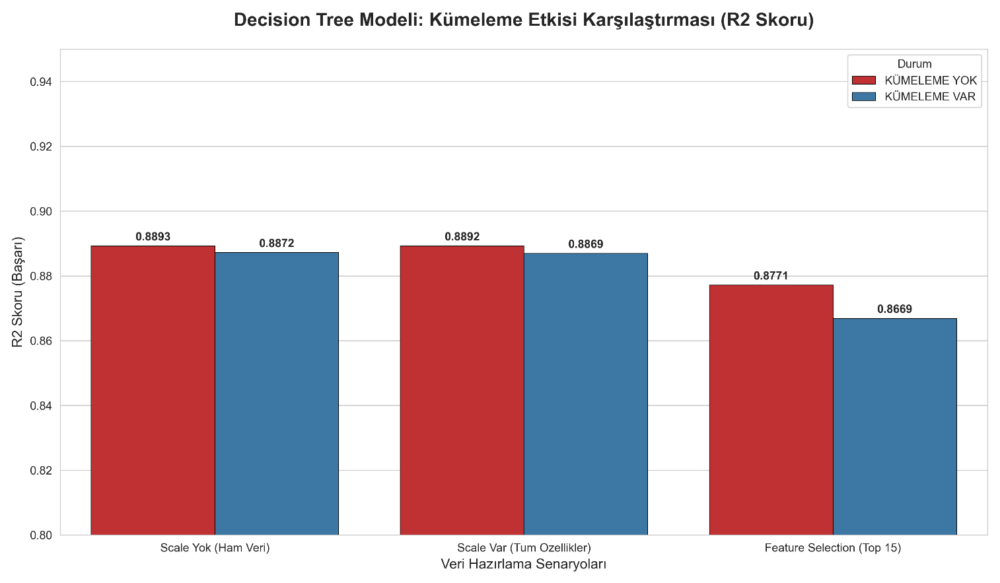 Decision Tree Modeli: Kümeleme Etkisi Karşılaştırması (R2 Skoru)
Durum
KÜMELEME YOK
KÜMELEME VAR
R2 Skoru (Başarı)
0.94
0.92
0.90
0.88
0.86
0.84
0.82
0.80
0.8893
0.8872
0.8892
0.8869
0.8771
0.8669
Scale Yok (Ham Veri)
Scale Var (Tum Ozellikler)
Feature Selection (Top 15)
Veri Hazırlama Senaryoları